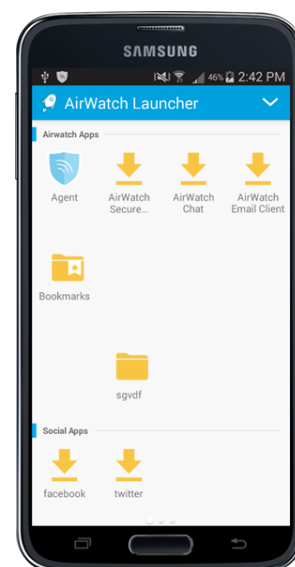 SAMSUNG
46% 2:42 PM
AirWatch Launcher
Airwatch Apps
Agent
AirWatch
Secure...
AirWatch
Chat
AirWatch
Email Client
Bookmarks
sgvdf
Social Apps
facebook
twitter